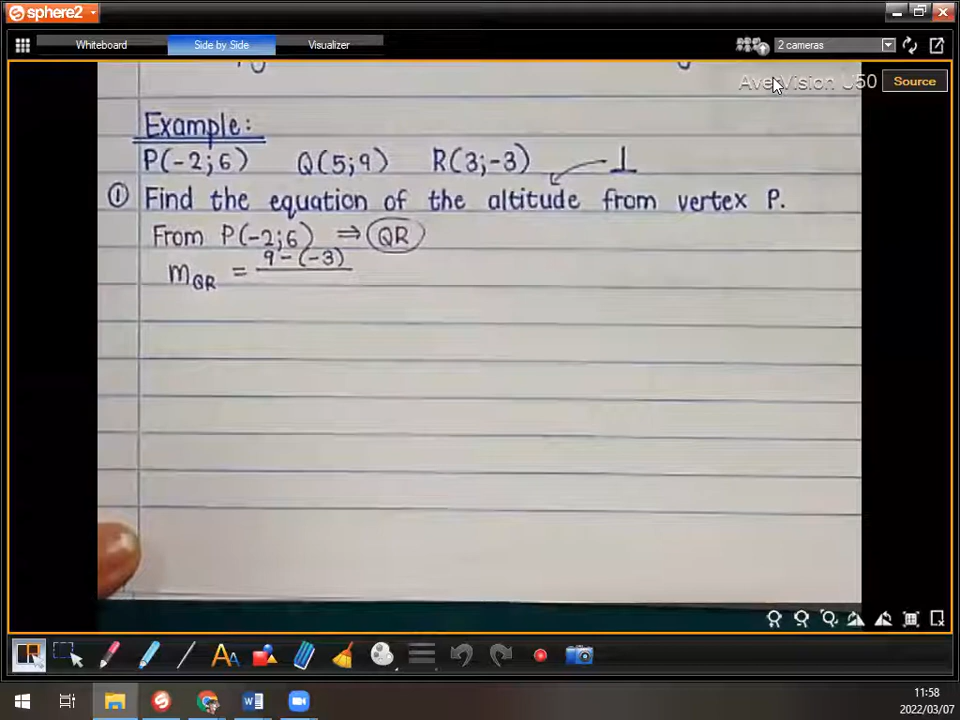 sphere2
Whiteboard
Side by Side
Visualizer
2 cameras
AverVision U50
Source
Example:
P(-2;6) Q(5;9) R(3;-3) ⊥
① Find the equation of the altitude from vertex P.
From P(-2;6) ⇒ QR
9-(-3)
mQR =
11:58
2022/03/07